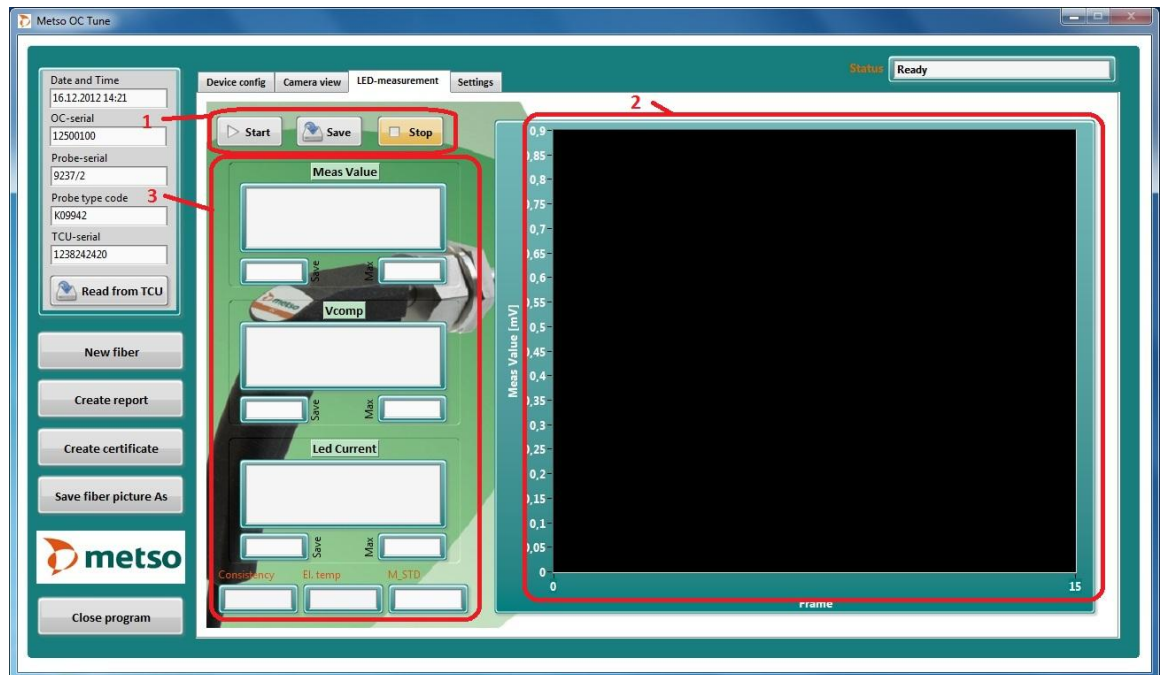 Metso OC Tune
Date and Time
16.12.2012 14:21
OC-serial
12500100
Probe-serial
9237/2
Probe type code
K09942
TCU-serial
1238242420
Read from TCU
New fiber
Create report
Create certificate
Save fiber picture As
metso
Close program
Device config Camera view LED-measurement Settings
Status Ready
1
Start Save Stop
3
Meas Value
Save Max
metso
Vcomp
Save Max
Led Current
Save Max
Consistency El. temp M_STD
2
Meas Value [mV]
0,9
0,85
0,8
0,75
0,7
0,65
0,6
0,55
0,5
0,45
0,4
0,35
0,3
0,25
0,2
0,15
0,1
0,05
0
0 15
Frame